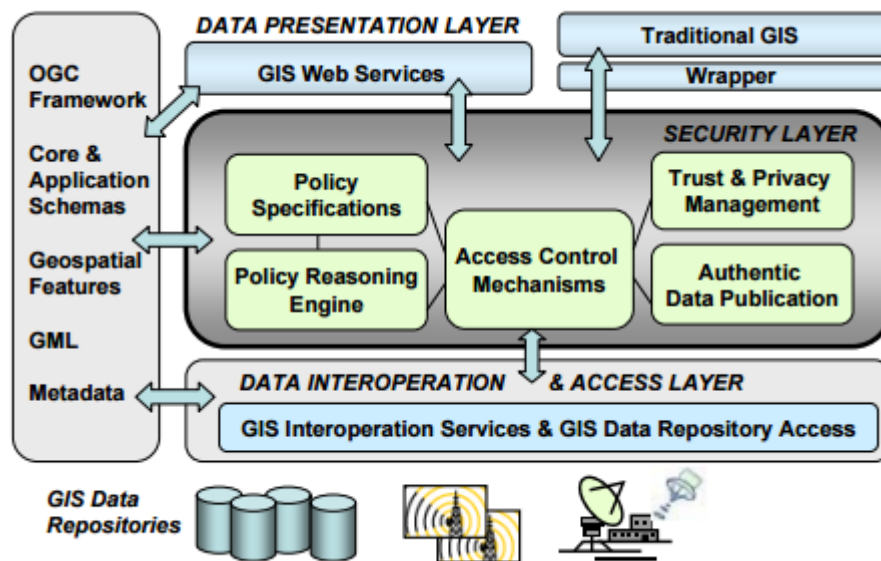 DATA PRESENTATION LAYER
GIS Web Services
Traditional GIS
Wrapper
OGC
Framework
Core &
Application
Schemas
Geospatial
Features
GML
Metadata
SECURITY LAYER
Policy
Specifications
Policy Reasoning
Engine
Access Control
Mechanisms
Trust & Privacy
Management
Authentic
Data Publication
DATA INTEROPERATION & ACCESS LAYER
GIS Interoperation Services & GIS Data Repository Access
GIS Data
Repositories